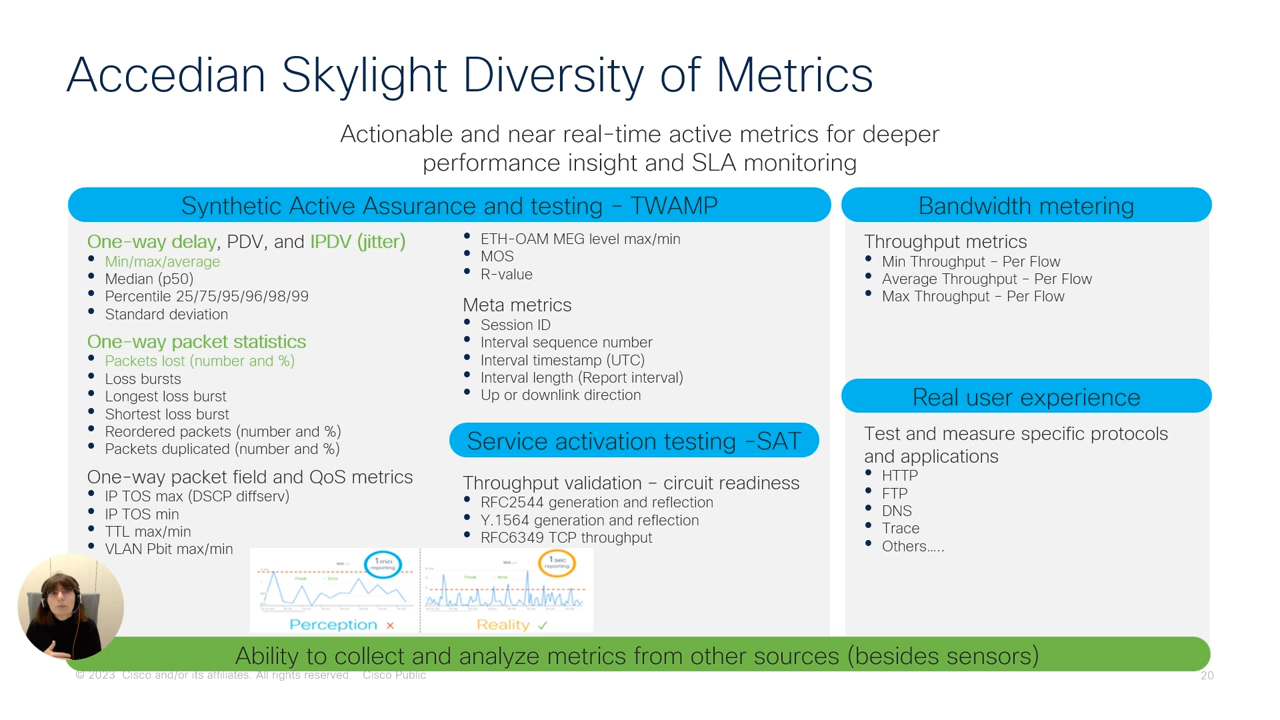 Accedian Skylight Diversity of Metrics
Actionable and near real-time active metrics for deeper
performance insight and SLA monitoring
Synthetic Active Assurance and testing - TWAMP
One-way delay, PDV, and IPDV (jitter)
• Min/max/average
• Median (p50)
• Percentile 25/75/95/96/98/99
• Standard deviation
One-way packet statistics
• Packets lost (number and %)
• Loss bursts
• Longest loss burst
• Shortest loss burst
• Reordered packets (number and %)
• Packets duplicated (number and %)
One-way packet field and QoS metrics
• IP TOS max (DSCP diffserv)
• IP TOS min
• TTL max/min
• VLAN Pbit max/min
• ETH-OAM MEG level max/min
• MOS
• R-value
Meta metrics
• Session ID
• Interval sequence number
• Interval timestamp (UTC)
• Interval length (Report interval)
• Up or downlink direction
Service activation testing -SAT
Throughput validation – circuit readiness
• RFC2544 generation and reflection
• Y.1564 generation and reflection
• RFC6349 TCP throughput
1 min
reporting
Perception ×
1 sec
reporting
Reality ✓
Bandwidth metering
Throughput metrics
• Min Throughput – Per Flow
• Average Throughput – Per Flow
• Max Throughput – Per Flow
Real user experience
Test and measure specific protocols
and applications
• HTTP
• FTP
• DNS
• Trace
• Others.....
Ability to collect and analyze metrics from other sources (besides sensors)
© 2023 Cisco and/or its affiliates. All rights reserved. Cisco Public
20